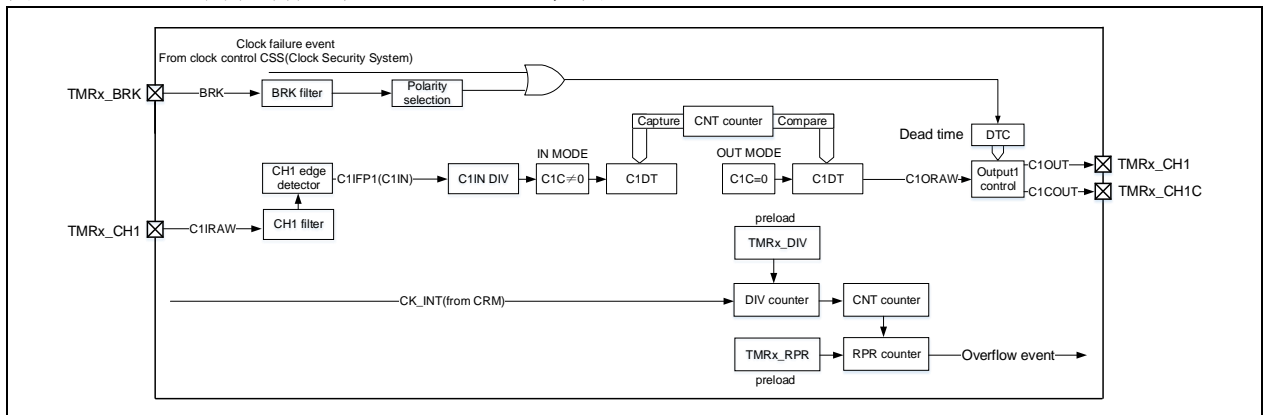 Clock failure event
From clock control CSS(Clock Security System)
TMRx_BRK
BRK
BRK filter
Polarity
selection
Capture
CNT counter
Compare
Dead time
DTC
IN MODE
OUT MODE
CH1 edge
detector
C1IFP1(C1IN)
C1IN DIV
C1C≠0
C1DT
C1C=0
C1DT
C1ORAW
Output1
control
C1OUT
TMRx_CH1
C1COUT
TMRx_CH1C
TMRx_CH1
C1IRAW
CH1 filter
preload
TMRx_DIV
CK_INT(from CRM)
DIV counter
CNT counter
TMRx_RPR
RPR counter
Overflow event
preload